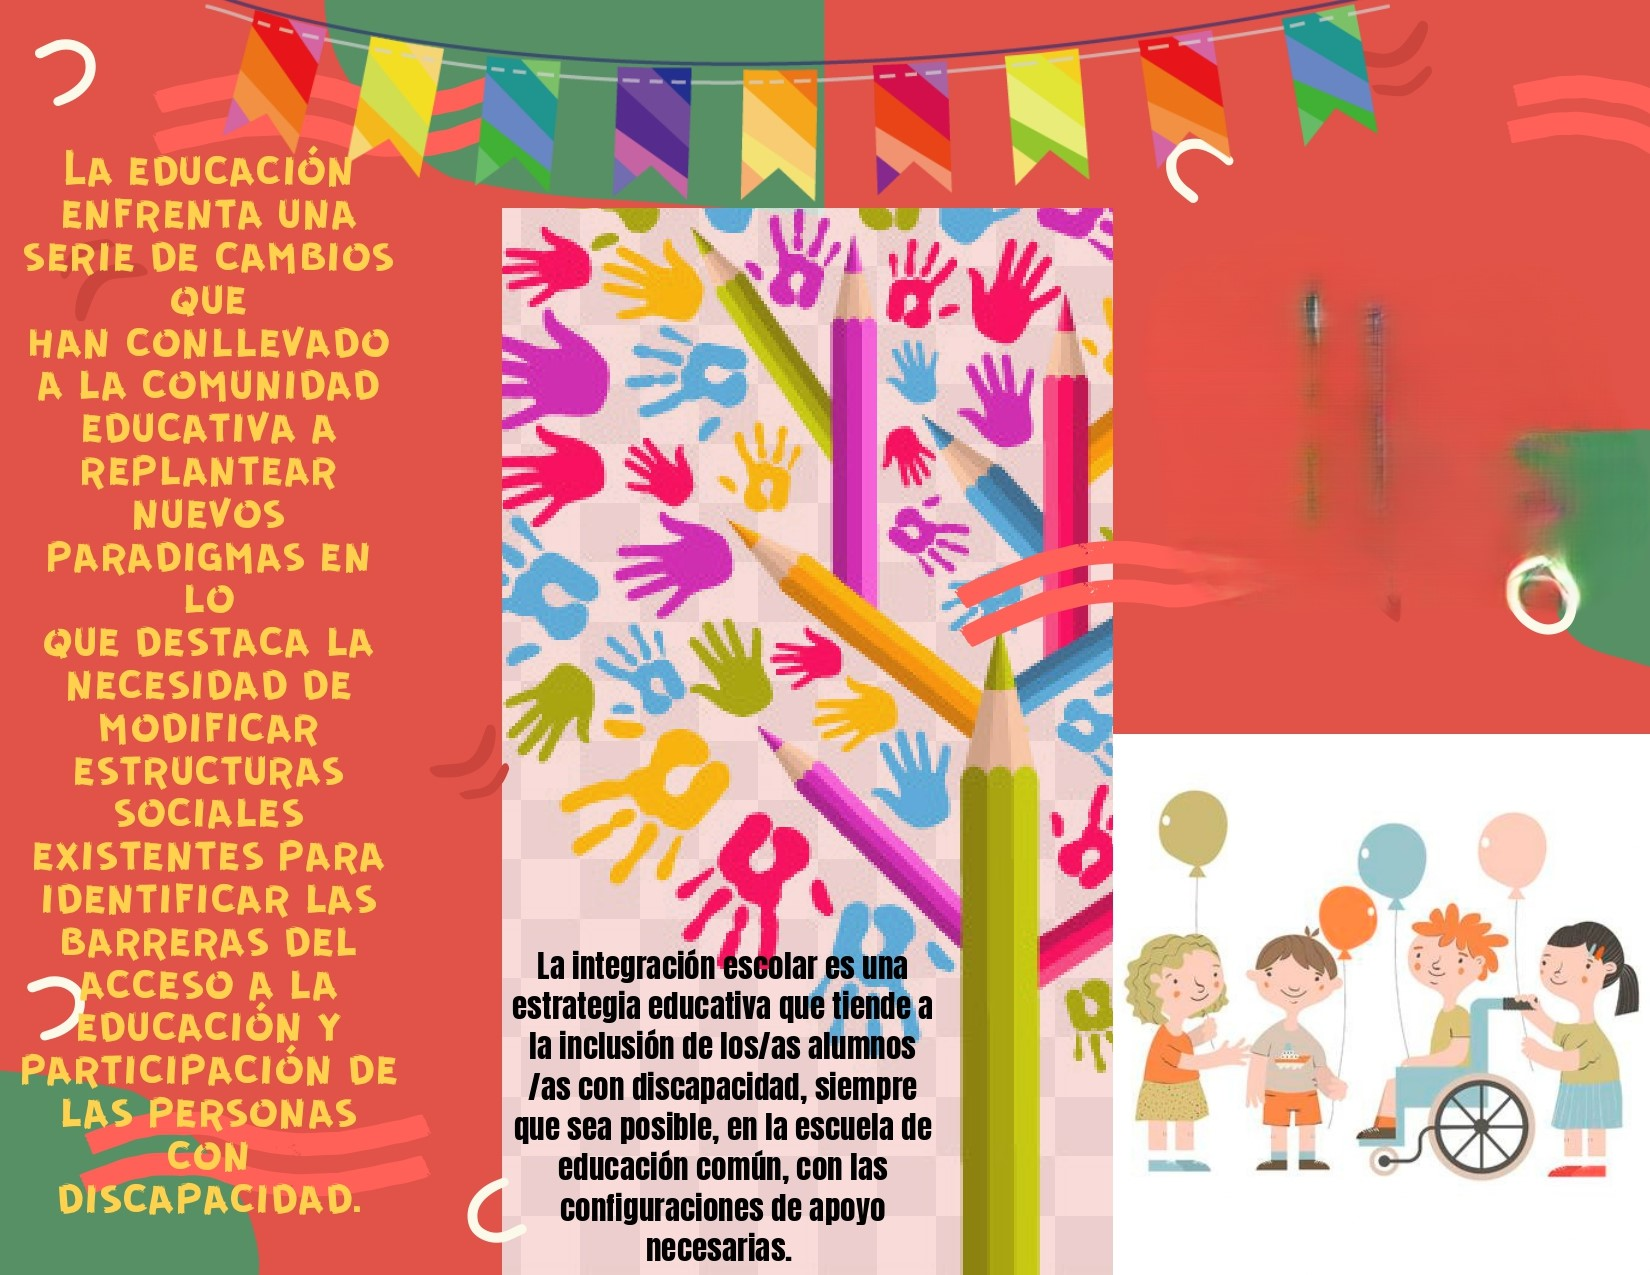 La educación
enfrenta una
serie de cambios
que
han conllevado
a la comunidad
educativa a
replantear
nuevos
paradigmas en
lo
que destaca la
necesidad de
modificar
estructuras
sociales
existentes para
identificar las
barreras del
acceso a la
educación y
participación de
las personas
con
discapacidad.
La integración escolar es una
estrategia educativa que tiende a
la inclusión de los/as alumnos
/as con discapacidad, siempre
que sea posible, en la escuela de
educación común, con las
configuraciones de apoyo
necesarias.